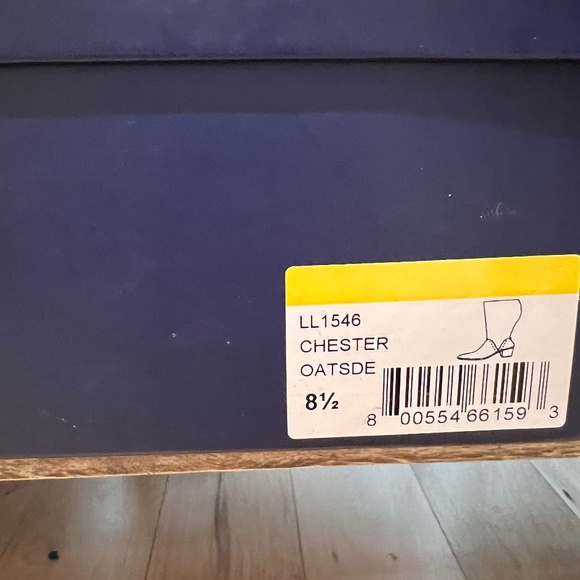 LL1546
CHESTER
OATSDE
8½
8 00554 66159 3